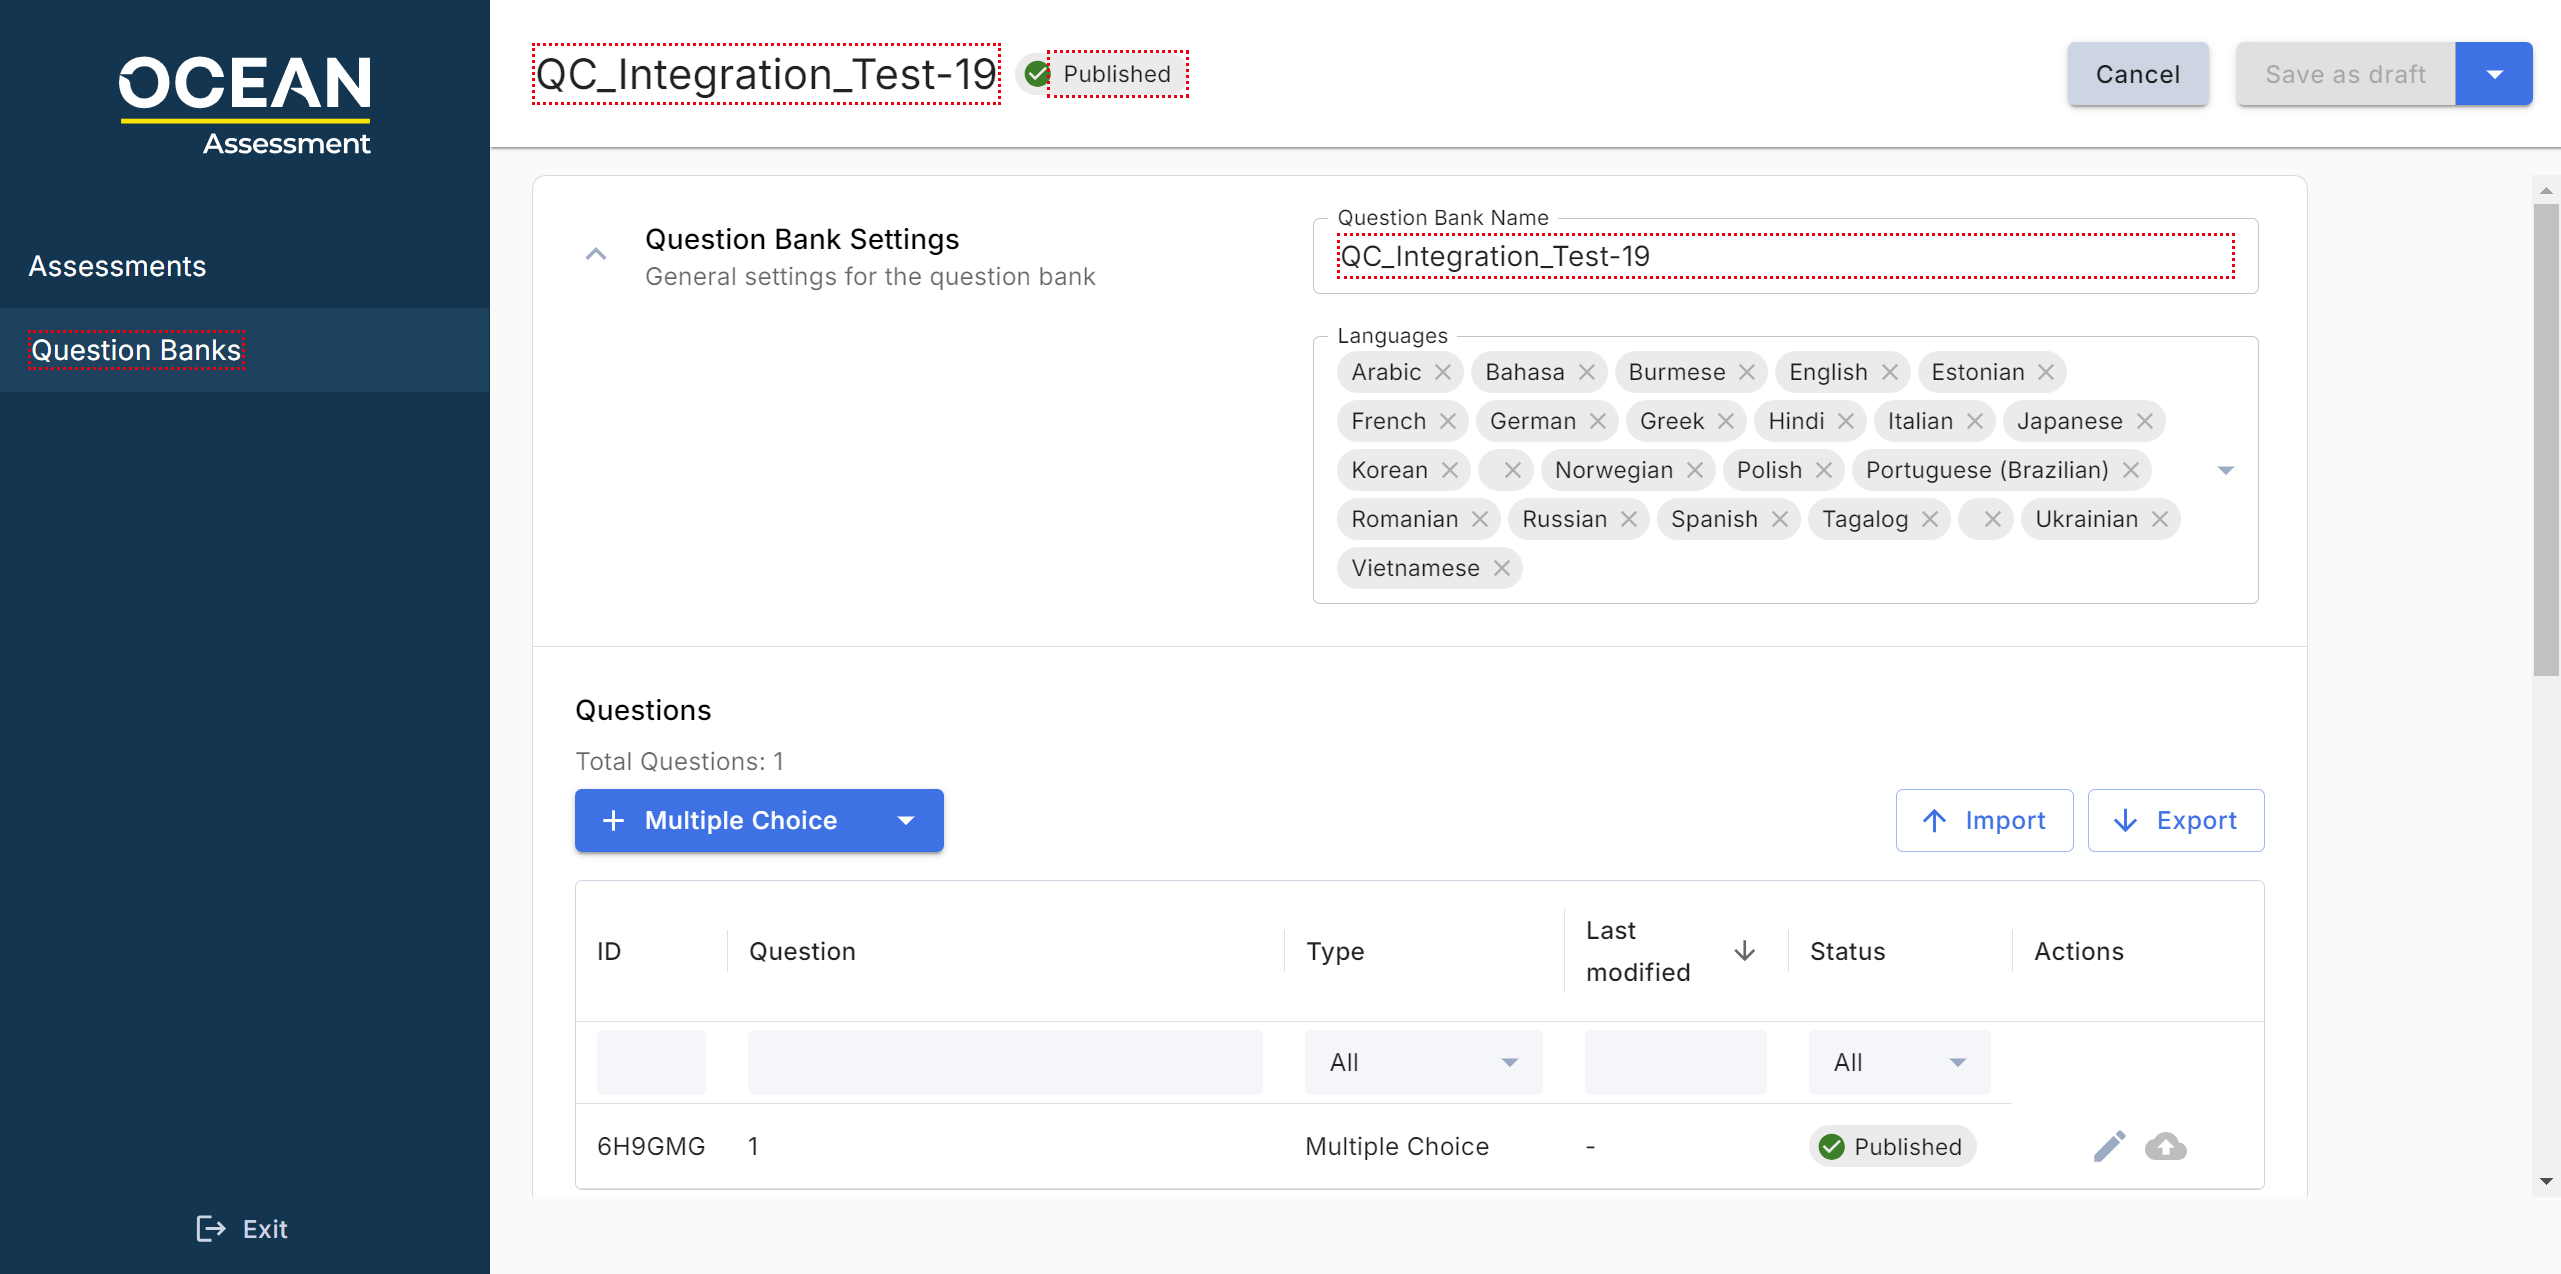 OCEAN
Assessment
Assessments
Question Banks
Exit
QC_Integration_Test-19
Published
Cancel
Save as draft
Question Bank Settings
General settings for the question bank
Question Bank Name
QC_Integration_Test-19
Languages
Arabic Bahasa Burmese English Estonian
French German Greek Hindi Italian Japanese
Korean Norwegian Polish Portuguese (Brazilian)
Romanian Russian Spanish Tagalog Ukrainian
Vietnamese
Questions
Total Questions: 1
Multiple Choice
Import
Export
ID Question Type Last modified Status Actions
All All
6H9GMG 1 Multiple Choice - Published